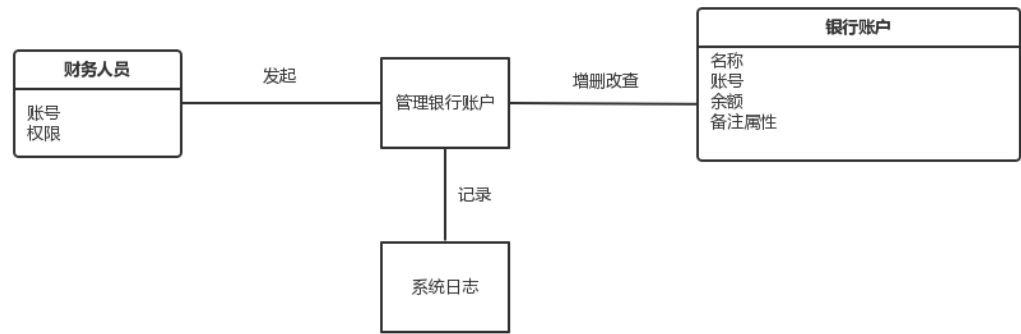 财务人员
账号
权限
发起
管理银行账户
增删改查
银行账户
名称
账号
余额
备注属性
记录
系统日志